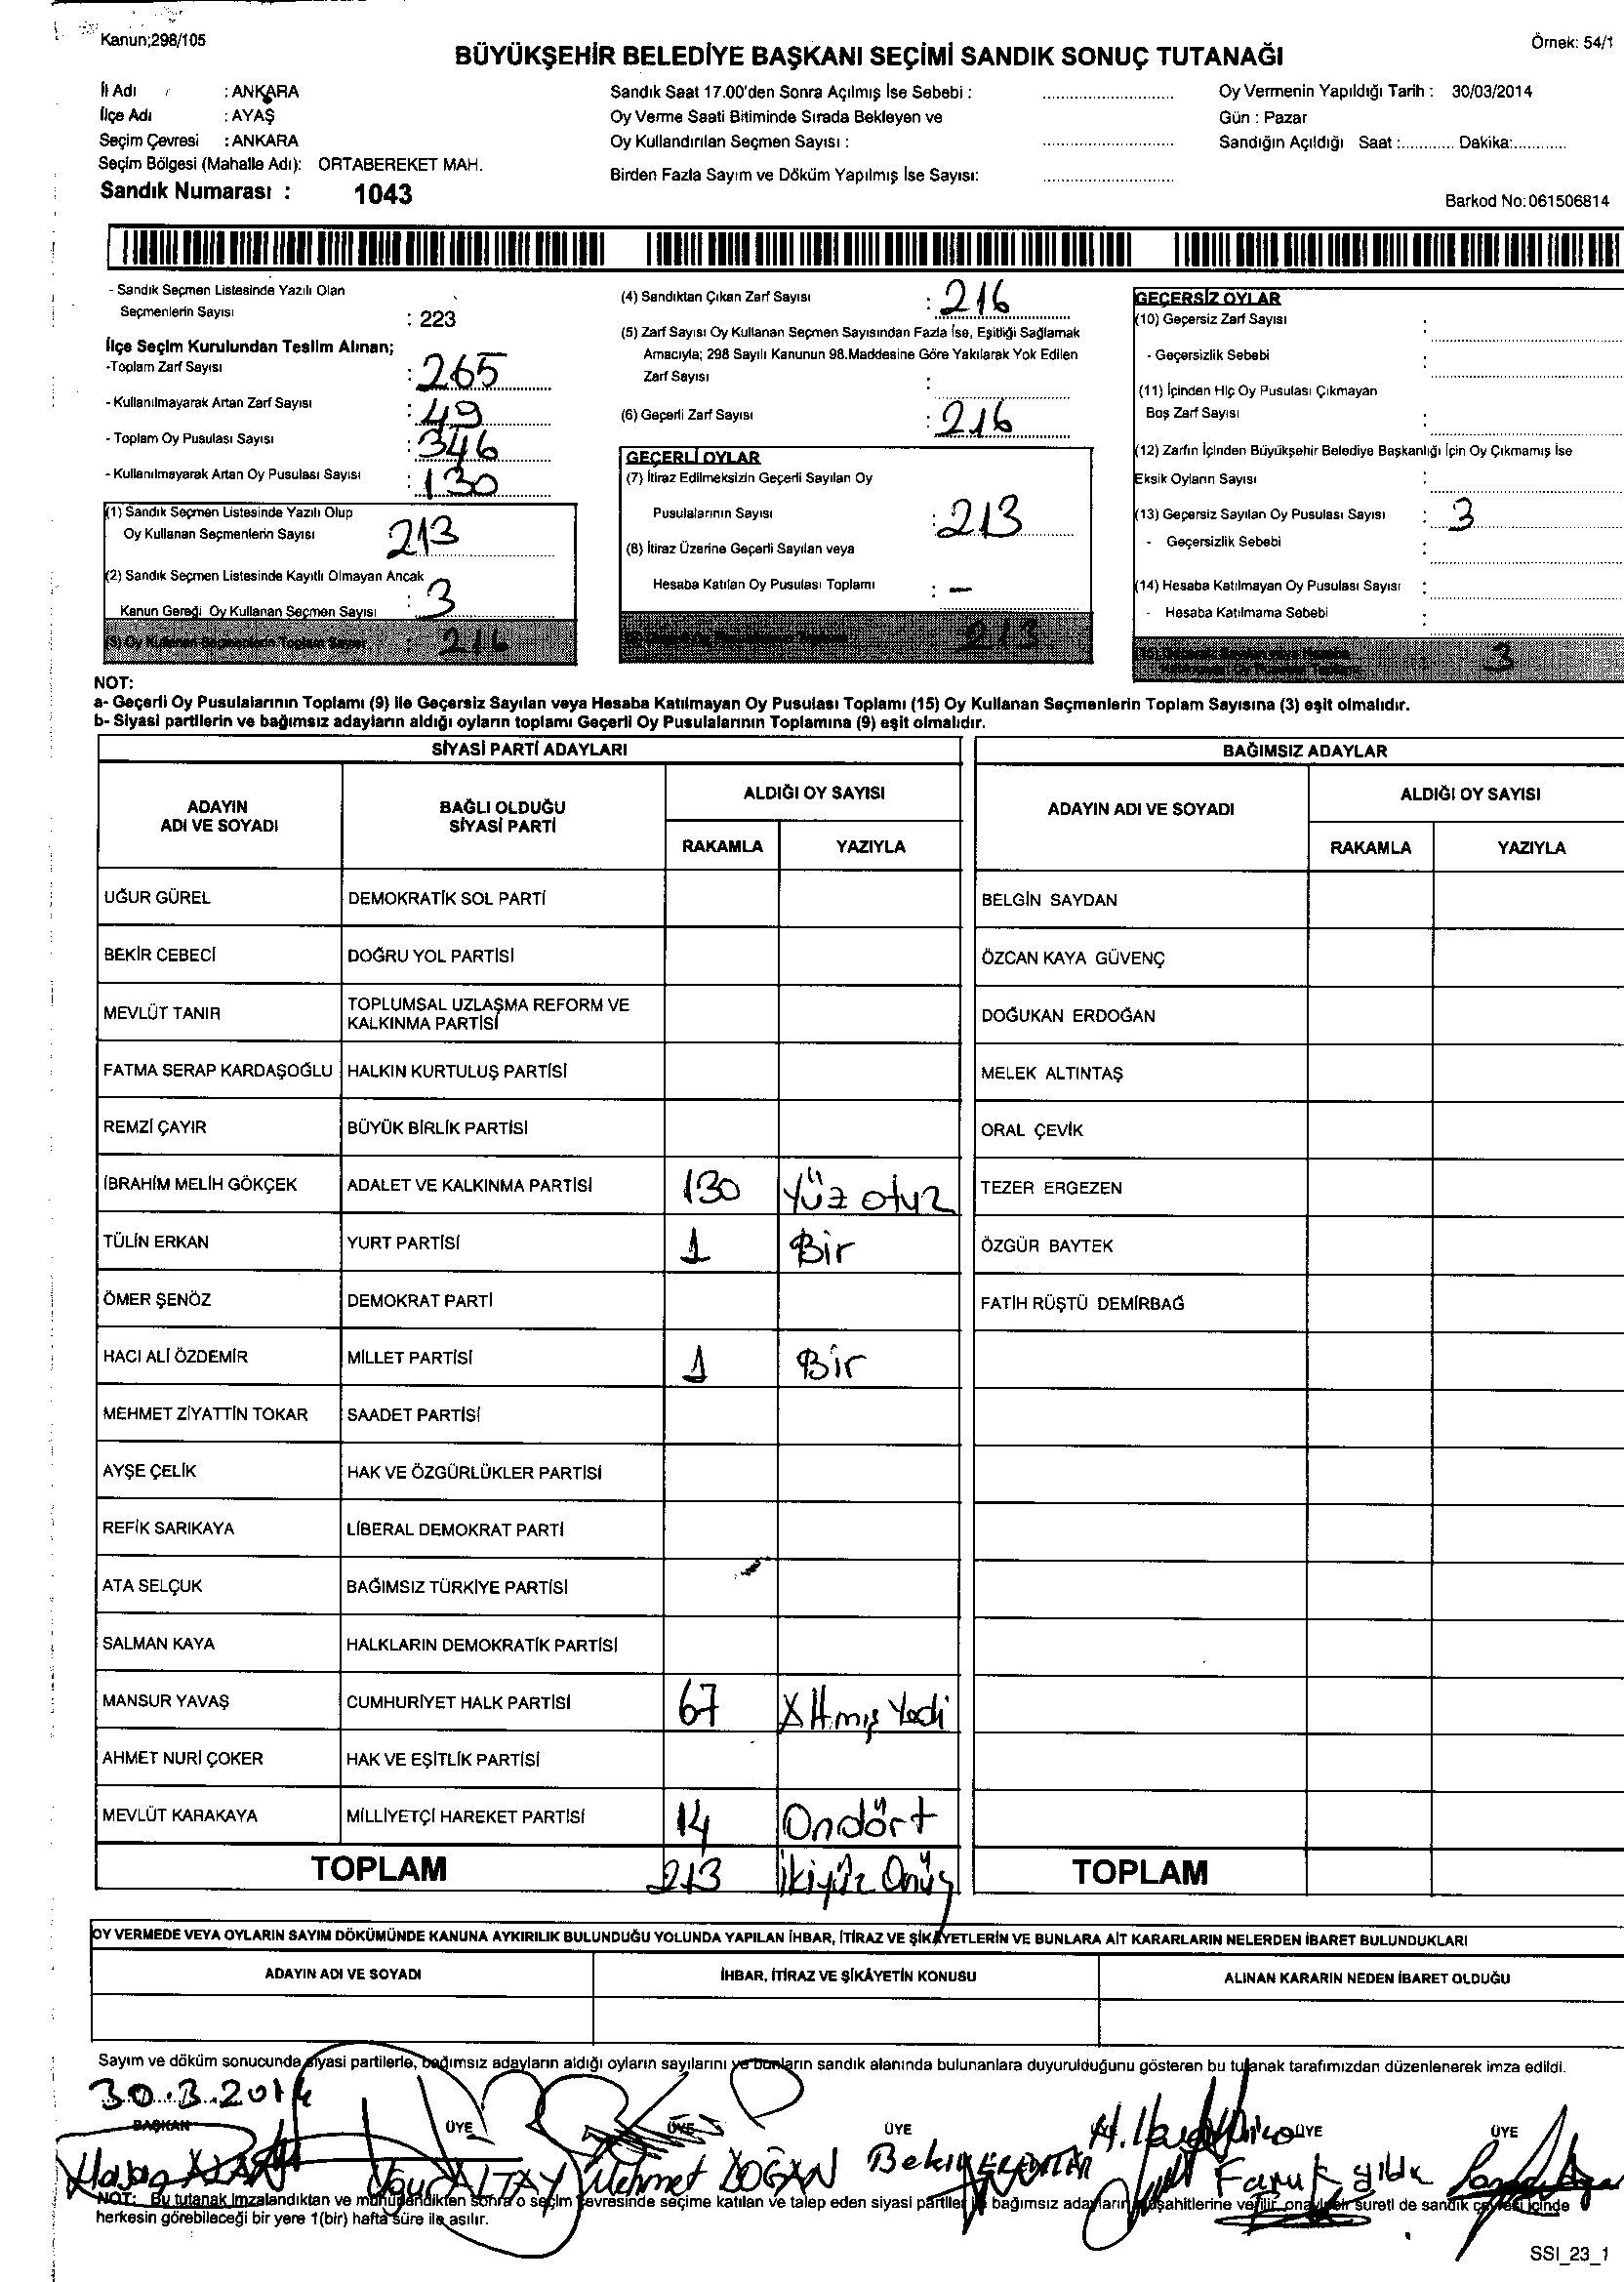 Kanun;298/105
Örnek: 54/1
BÜYÜKŞEHİR BELEDİYE BAŞKANI SEÇİMİ SANDIK SONUÇ TUTANAĞI
İl Adı : ANKARA
İlçe Adı : AYAŞ
Seçim Çevresi : ANKARA
Seçim Bölgesi (Mahalle Adı): ORTABEREKET MAH.
Sandık Numarası : 1043
Sandık Saat 17.00'den Sonra Açılmış İse Sebebi :
Oy Verme Saati Bitiminde Sırada Bekleyen ve
Oy Kullandırılan Seçmen Sayısı :
Birden Fazla Sayım ve Döküm Yapılmış İse Sayısı:
Oy Vermenin Yapıldığı Tarih : 30/03/2014
Gün : Pazar
Sandığın Açıldığı Saat :........... Dakika:...........
Barkod No: 061506814
- Sandık Seçmen Listesinde Yazılı Olan
Seçmenlerin Sayısı : 223
İlçe Seçim Kurulundan Teslim Alınan;
-Toplam Zarf Sayısı : 265
- Kullanılmayarak Artan Zarf Sayısı : 49
- Toplam Oy Pusulası Sayısı : 346
- Kullanılmayarak Artan Oy Pusulası Sayısı : 130
(1) Sandık Seçmen Listesinde Yazılı Olup
Oy Kullanan Seçmenlerin Sayısı 213
(2) Sandık Seçmen Listesinde Kayıtlı Olmayan Ancak
Kanun Gereği Oy Kullanan Seçmen Sayısı : 3
(3) Oy Kullanan Seçmenlerin Toplam Sayısı : 216
(4) Sandıktan Çıkan Zarf Sayısı : 216
(5) Zarf Sayısı Oy Kullanan Seçmen Sayısından Fazla İse, Eşitliği Sağlamak
Amacıyla; 298 Sayılı Kanunun 98.Maddesine Göre Yakılarak Yok Edilen
Zarf Sayısı :
(6) Geçerli Zarf Sayısı : 216
GEÇERLİ OYLAR
(7) İtiraz Edilmeksizin Geçerli Sayılan Oy
Pusulalarının Sayısı : 213
(8) İtiraz Üzerine Geçerli Sayılan veya
Hesaba Katılan Oy Pusulası Toplamı : -
213
GEÇERSİZ OYLAR
(10) Geçersiz Zarf Sayısı :
- Geçersizlik Sebebi :
(11) İçinden Hiç Oy Pusulası Çıkmayan
Boş Zarf Sayısı :
(12) Zarfın İçinden Büyükşehir Belediye Başkanlığı İçin Oy Çıkmamış İse
Eksik Oyların Sayısı :
(13) Geçersiz Sayılan Oy Pusulası Sayısı : 3
- Geçersizlik Sebebi :
(14) Hesaba Katılmayan Oy Pusulası Sayısı :
- Hesaba Katılmama Sebebi :
3
NOT:
a- Geçerli Oy Pusulalarının Toplamı (9) ile Geçersiz Sayılan veya Hesaba Katılmayan Oy Pusulası Toplamı (15) Oy Kullanan Seçmenlerin Toplam Sayısına (3) eşit olmalıdır.
b- Siyasi partilerin ve bağımsız adayların aldığı oyların toplamı Geçerli Oy Pusulalarının Toplamına (9) eşit olmalıdır.
SİYASİ PARTİ ADAYLARI
ADAYIN ADI VE SOYADI BAĞLI OLDUĞU SİYASİ PARTİ ALDIĞI OY SAYISI
RAKAMLA YAZIYLA
UĞUR GÜREL DEMOKRATİK SOL PARTİ
BEKİR CEBECİ DOĞRU YOL PARTİSİ
MEVLÜT TANIR TOPLUMSAL UZLAŞMA REFORM VE
KALKINMA PARTİSİ
FATMA SERAP KARDAŞOĞLU HALKIN KURTULUŞ PARTİSİ
REMZİ ÇAYIR BÜYÜK BİRLİK PARTİSİ
İBRAHİM MELİH GÖKÇEK ADALET VE KALKINMA PARTİSİ 130 Yüz otuz
TÜLİN ERKAN YURT PARTİSİ 1 Bir
ÖMER ŞENÖZ DEMOKRAT PARTİ
HACI ALİ ÖZDEMİR MİLLET PARTİSİ 1 Bir
MEHMET ZİYATTİN TOKAR SAADET PARTİSİ
AYŞE ÇELİK HAK VE ÖZGÜRLÜKLER PARTİSİ
REFİK SARIKAYA LİBERAL DEMOKRAT PARTİ
ATA SELÇUK BAĞIMSIZ TÜRKİYE PARTİSİ
SALMAN KAYA HALKLARIN DEMOKRATİK PARTİSİ
MANSUR YAVAŞ CUMHURİYET HALK PARTİSİ 67 Altmış Yedi
AHMET NURİ ÇOKER HAK VE EŞİTLİK PARTİSİ
MEVLÜT KARAKAYA MİLLİYETÇİ HAREKET PARTİSİ 14 Ondört
TOPLAM 213 İkiyüz Onüç
BAĞIMSIZ ADAYLAR
ADAYIN ADI VE SOYADI ALDIĞI OY SAYISI
RAKAMLA YAZIYLA
BELGİN SAYDAN
ÖZCAN KAYA GÜVENÇ
DOĞUKAN ERDOĞAN
MELEK ALTINTAŞ
ORAL ÇEVİK
TEZER ERGEZEN
ÖZGÜR BAYTEK
FATİH RÜŞTÜ DEMİRBAĞ
TOPLAM
OY VERMEDE VEYA OYLARIN SAYIM DÖKÜMÜNDE KANUNA AYKIRILIK BULUNDUĞU YOLUNDA YAPILAN İHBAR, İTİRAZ VE ŞİKAYETLERİN VE BUNLARA AİT KARARLARIN NELERDEN İBARET BULUNDUKLARI
ADAYIN ADI VE SOYADI İHBAR, İTİRAZ VE ŞİKÂYETİN KONUSU ALINAN KARARIN NEDEN İBARET OLDUĞU
Sayım ve döküm sonucunda siyasi partilerle, bağımsız adayların aldığı oyların sayılarını ve bunların sandık alanında bulunanlara duyurulduğunu gösteren bu tutanak tarafımızdan düzenlenerek imza edildi.
30.3.2014
BAŞKAN ÜYE ÜYE ÜYE ÜYE ÜYE
Uğur ALTAY Mehmet DOĞAN Bekir Faruk
NOT: Bu tutanak imzalandıktan ve mühürlendikten sonra o seçim çevresinde seçime katılan ve talep eden siyasi partiler ile bağımsız adayların müşahitlerine verilir, onaylı bir sureti de sandık çevresi içinde
herkesin görebileceği bir yere 1(bir) hafta süre ile asılır.
SSI_23_1